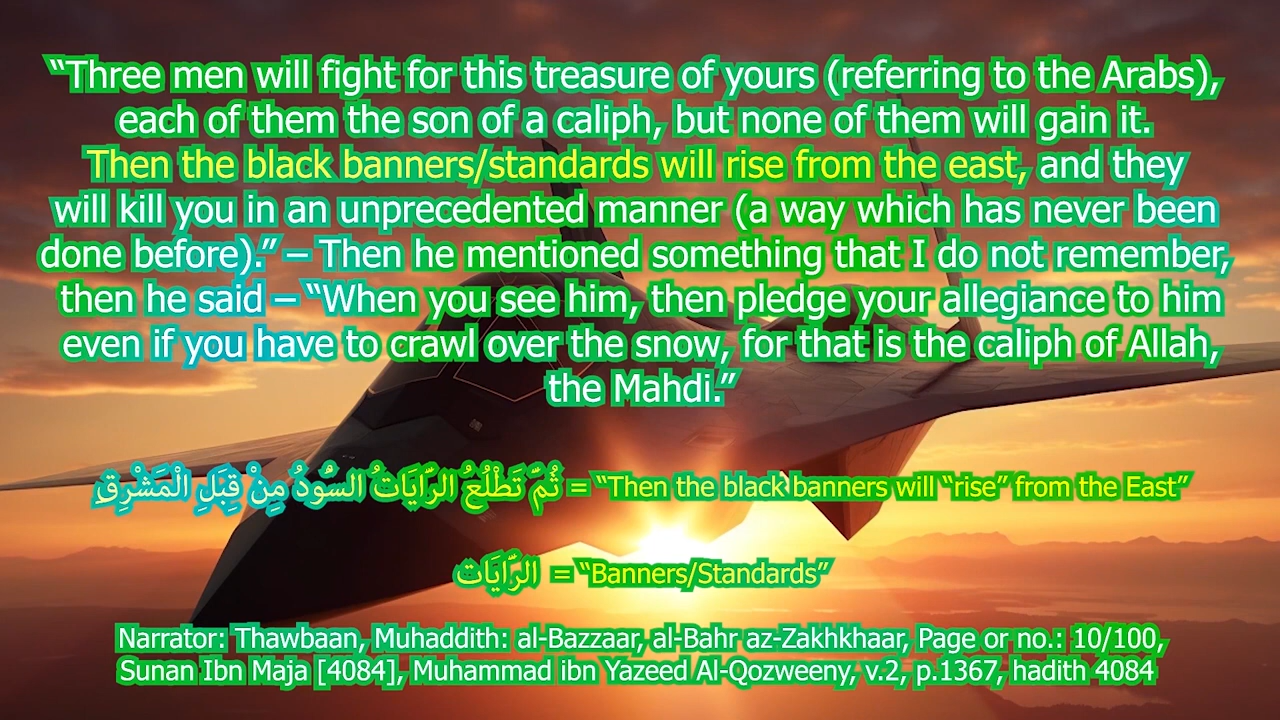 “Three men will fight for this treasure of yours (referring to the Arabs),
each of them the son of a caliph, but none of them will gain it.
Then the black banners/standards will rise from the east, and they
will kill you in an unprecedented manner (a way which has never been
done before).” – Then he mentioned something that I do not remember,
then he said – “When you see him, then pledge your allegiance to him
even if you have to crawl over the snow, for that is the caliph of Allah,
the Mahdi.”
ثُمَّ تَطْلُعُ الرَّايَاتُ السُّودُ مِنْ قِبَلِ الْمَشْرِقِ = “Then the black banners will “rise” from the East”
الرَّايَات = “Banners/Standards”
Narrator: Thawbaan, Muhaddith: al-Bazzaar, al-Bahr az-Zakhkhaar, Page or no.: 10/100,
Sunan Ibn Maja [4084], Muhammad ibn Yazeed Al-Qozweeny, v.2, p.1367, hadith 4084